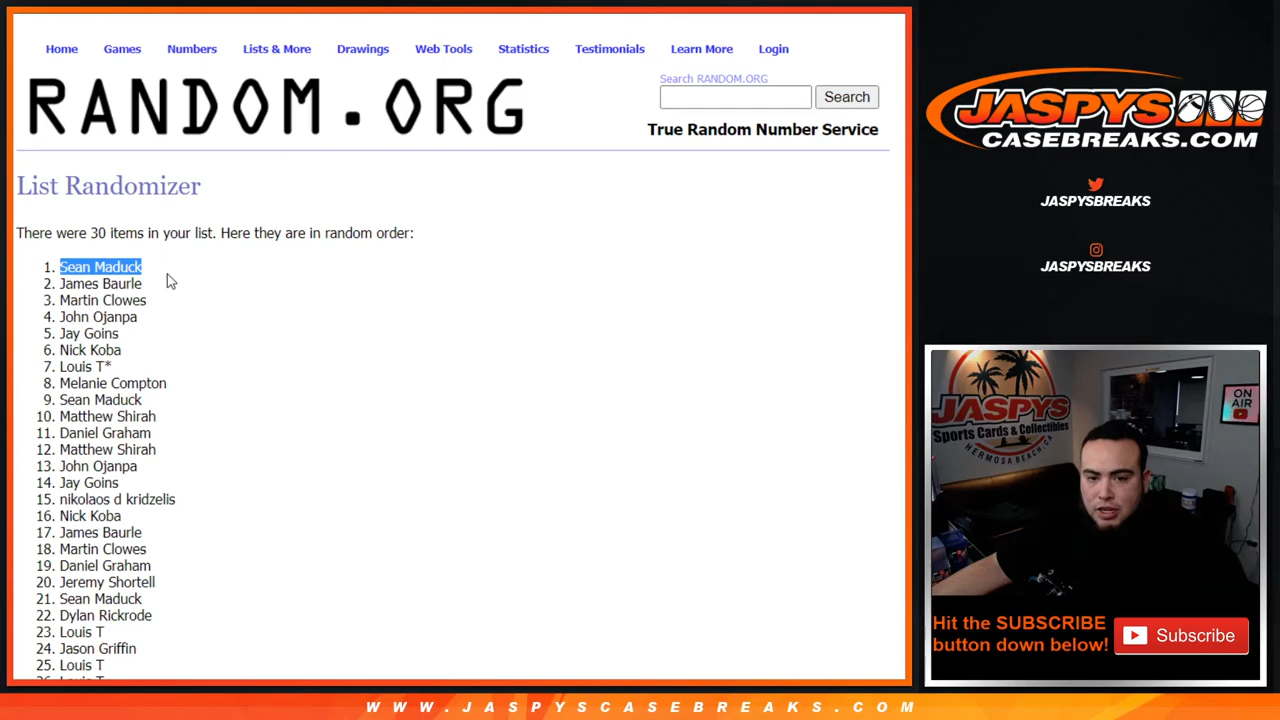 Home Games Numbers Lists & More Drawings Web Tools Statistics Testimonials Learn More Login
RANDOM.ORG
Search RANDOM.ORG
Search
True Random Number Service
List Randomizer
There were 30 items in your list. Here they are in random order:
1. Sean Maduck
2. James Baurle
3. Martin Clowes
4. John Ojanpa
5. Jay Goins
6. Nick Koba
7. Louis T*
8. Melanie Compton
9. Sean Maduck
10. Matthew Shirah
11. Daniel Graham
12. Matthew Shirah
13. John Ojanpa
14. Jay Goins
15. nikolaos d kridzelis
16. Nick Koba
17. James Baurle
18. Martin Clowes
19. Daniel Graham
20. Jeremy Shortell
21. Sean Maduck
22. Dylan Rickrode
23. Louis T
24. Jason Griffin
25. Louis T
JASPYS
CASEBREAKS.COM
JASPYSBREAKS
JASPYSBREAKS
JASPYS
Sports Cards & Collectibles
HERMOSA BEACH, CA
ON AIR
Hit the SUBSCRIBE
button down below!
Subscribe
WWW.JASPYSCASEBREAKS.COM